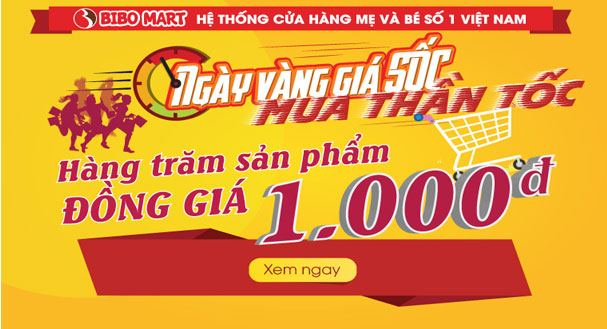 BIBO MART HỆ THỐNG CỬA HÀNG MẸ VÀ BÉ SỐ 1 VIỆT NAM
NGÀY VÀNG GIÁ SỐC
MUA THẦN TỐC
Hàng trăm sản phẩm
ĐỒNG GIÁ 1.000đ
Xem ngay